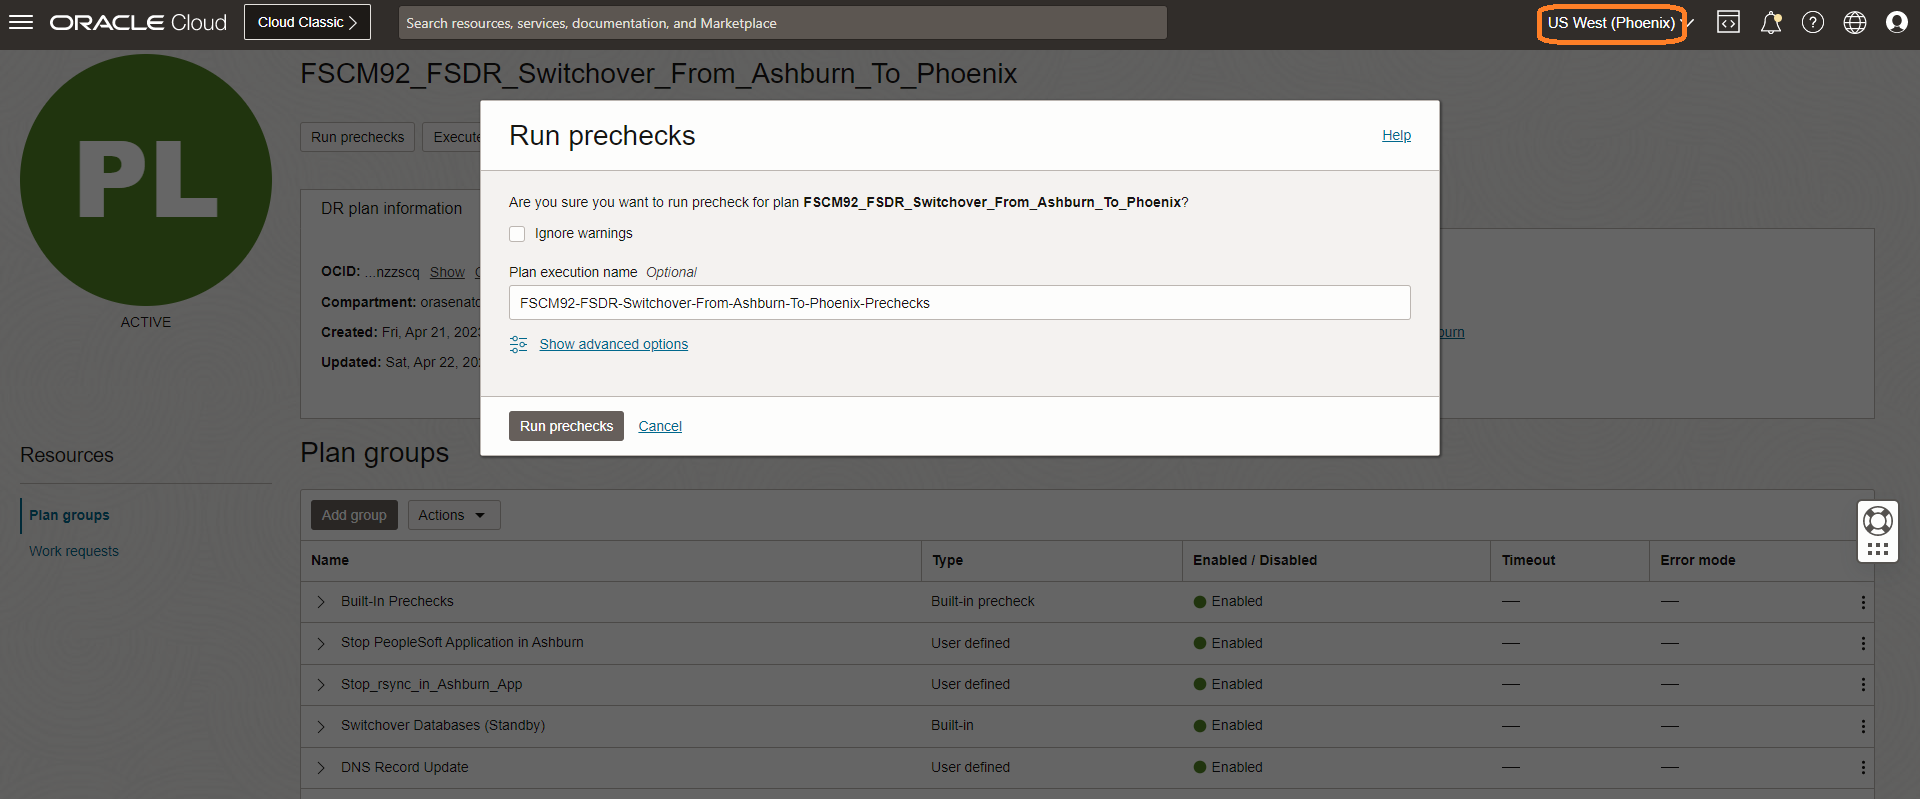 ORACLE Cloud
Cloud Classic
Search resources, services, documentation, and Marketplace
US West (Phoenix)
PL
ACTIVE
FSCM92_FSDR_Switchover_From_Ashburn_To_Phoenix
Run prechecks
Execute
DR plan information
OCID: ...nzzscq Show
Compartment: orasenatd
Created: Fri, Apr 21, 2023
Updated: Sat, Apr 22, 202
burn
Run prechecks
Help
Are you sure you want to run precheck for plan FSCM92_FSDR_Switchover_From_Ashburn_To_Phoenix?
Ignore warnings
Plan execution name Optional
FSCM92-FSDR-Switchover-From-Ashburn-To-Phoenix-Prechecks
Show advanced options
Run prechecks Cancel
Resources
Plan groups
Work requests
Plan groups
Add group Actions
Name Type Enabled / Disabled Timeout Error mode
Built-In Prechecks Built-in precheck Enabled — —
Stop PeopleSoft Application in Ashburn User defined Enabled — —
Stop_rsync_in_Ashburn_App User defined Enabled — —
Switchover Databases (Standby) Built-in Enabled — —
DNS Record Update User defined Enabled — —